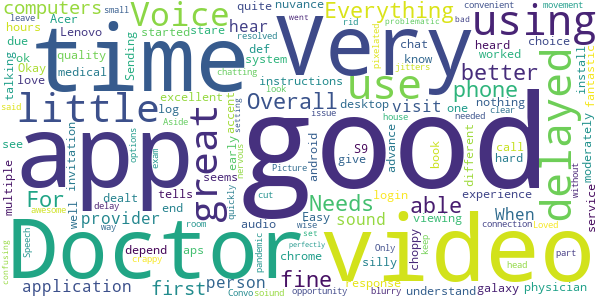 computers
Acer
small
leave
hours
Lenovo
due
ok
quality
Okay
talking
medical
love
Sending
Voice
quite
nuvance
hear
started
stare
def
system
log
excellent
rid
resolved
went
Everything
chat
know
heard
worked
choice
using
bad
convenient
movement
problematic
install
fantastic
jitters
pixelated
chatting
instructions
time
Very
use
better
phone
nothing
delayed
moderately
little
great
accent
Overall
desktop
visit
one
app
good
see
multiple
options
well invitation
exam
Aside
tells
seems
early
nervous
setting
look
Picture
issue
android
S9
give
house
advance
book
needed
different
clear
call
hard
without
service
For
dealt
end
awesome
delay
way
provider
depend
aps
quickly
cut
Needs
sound
audio
wise
Easy
able
viewing
login
When
experience
connection
loved
Doctor
video
confusing
Speech
application
crappy
first
room
person
Convo
pandemic
fine
chrome
soiund
set
perfectly
opportunity
silly
blurry
choppy
Only
response
understand
keep
galaxy
head
physician
part
said